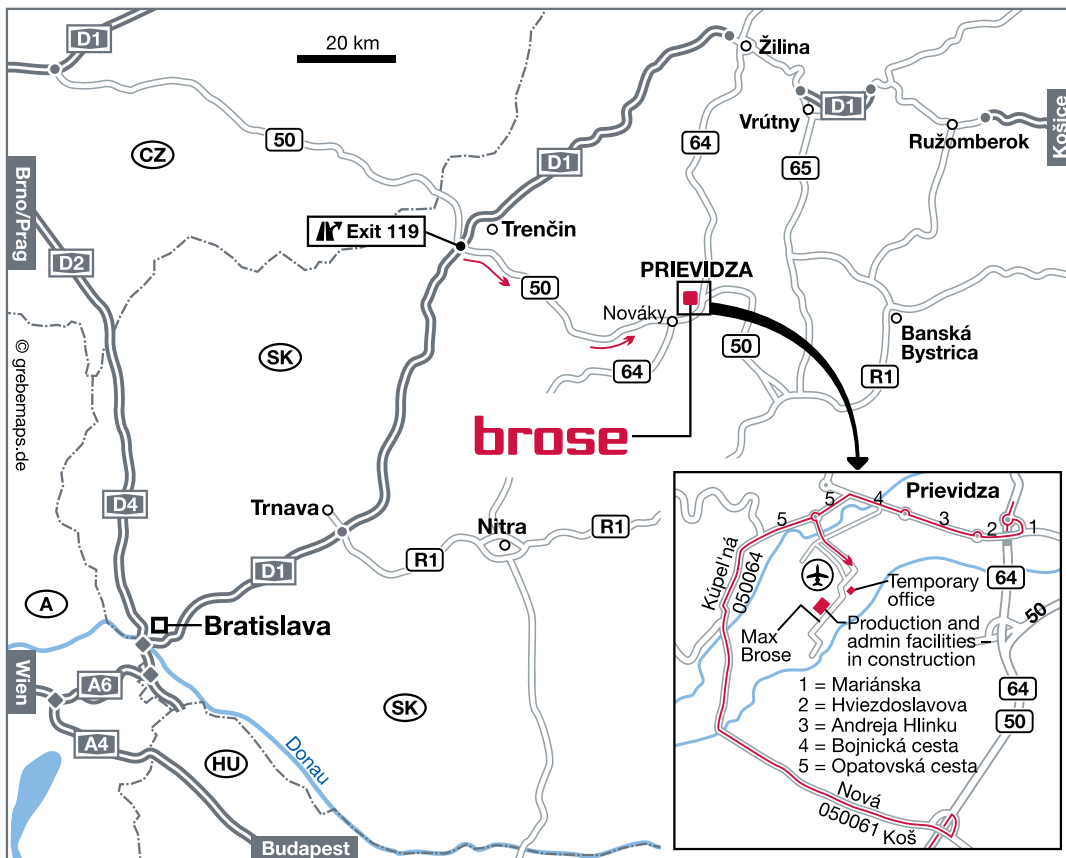 D1
20 km
Žilina
D1
Vrútny
Ružomberok
Košice
50
CZ
D1
64
65
Brno/Prag
Exit 119
Trenčin
D2
50
PRIEVIDZA
Nováky
Banská
Bystrica
SK
64
50
R1
© grebemaps.de
brose
Trnava
Nitra
R1
R1
D4
D1
A
Bratislava
Wien
A6
A4
SK
HU
Donau
Budapest
Prievidza
5
4
3
2
1
5
Kúpel'ná
050064
64
50
Temporary
office
Max
Brose
Production and
admin facilities
in construction
64
50
1 = Mariánska
2 = Hviezdoslavova
3 = Andreja Hlinku
4 = Bojnická cesta
5 = Opatovská cesta
Nová
050061
Koš